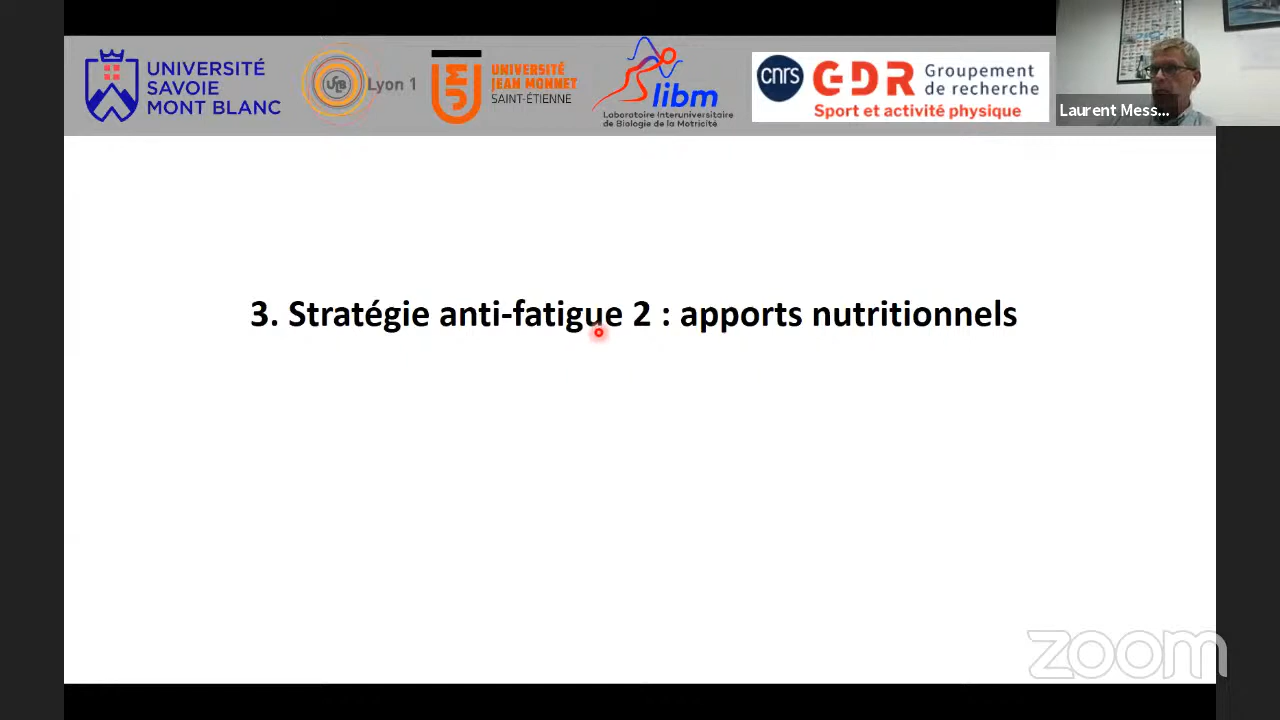 UNIVERSITÉ
SAVOIE
MONT BLANC
Lyon 1
UNIVERSITÉ
JEAN MONNET
SAINT-ÉTIENNE
libm
Laboratoire Interuniversitaire
de Biologie de la Motricité
cnrs
GDR
Groupement
de recherche
Sport et activité physique
Laurent Mess...
3. Stratégie anti-fatigue 2 : apports nutritionnels
zoom